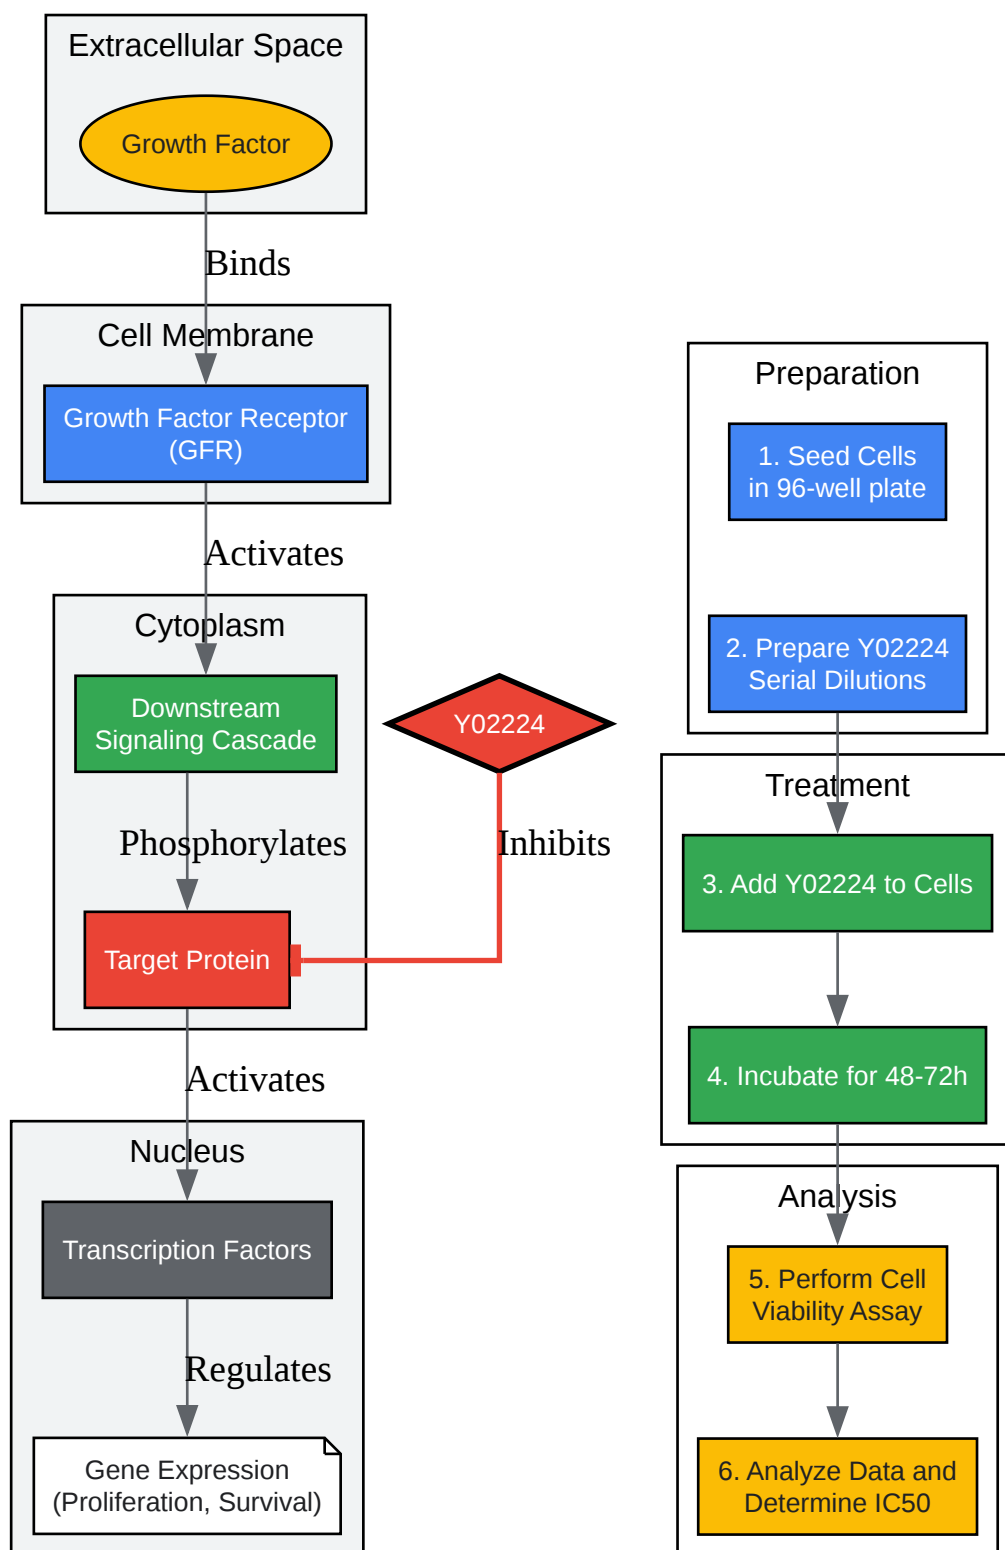 Extracellular Space
Growth Factor
Binds
Cell Membrane
Growth Factor Receptor
(GFR)
Activates
Cytoplasm
Downstream
Signaling Cascade
Y02224
Phosphorylates
Inhibits
Target Protein
Activates
Nucleus
Transcription Factors
Regulates
Gene Expression
(Proliferation, Survival)
Preparation
1. Seed Cells
in 96-well plate
2. Prepare Y02224
Serial Dilutions
Treatment
3. Add Y02224 to Cells
4. Incubate for 48-72h
Analysis
5. Perform Cell
Viability Assay
6. Analyze Data and
Determine IC50